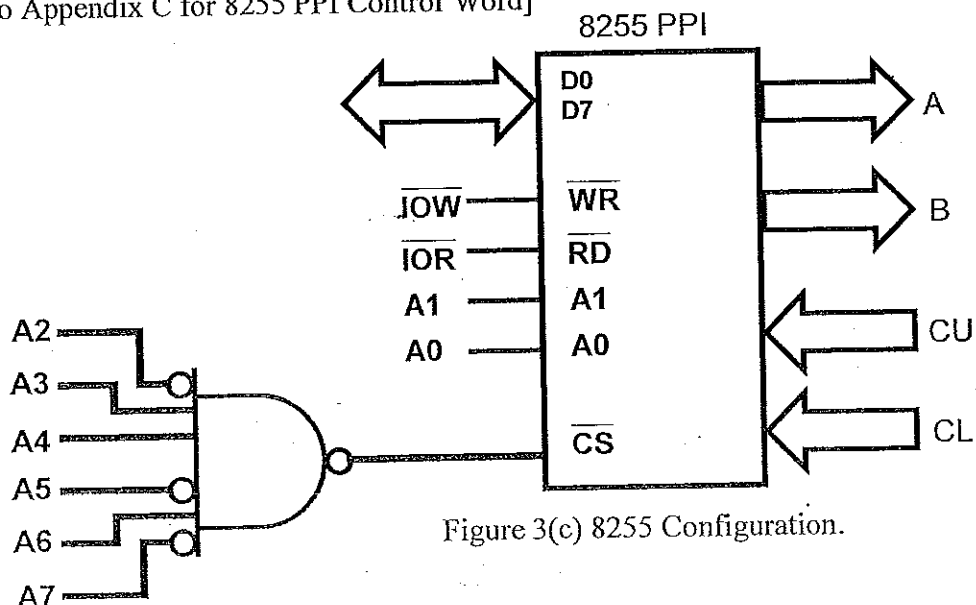 o Appendix C for 8255 PPI Control Word]
8255 PPI
D0
D7
A
IOW
WR
B
IOR
RD
A1
A1
A0
A0
CU
CS
CL
A2
A3
A4
A5
A6
A7
Figure 3(c) 8255 Configuration.